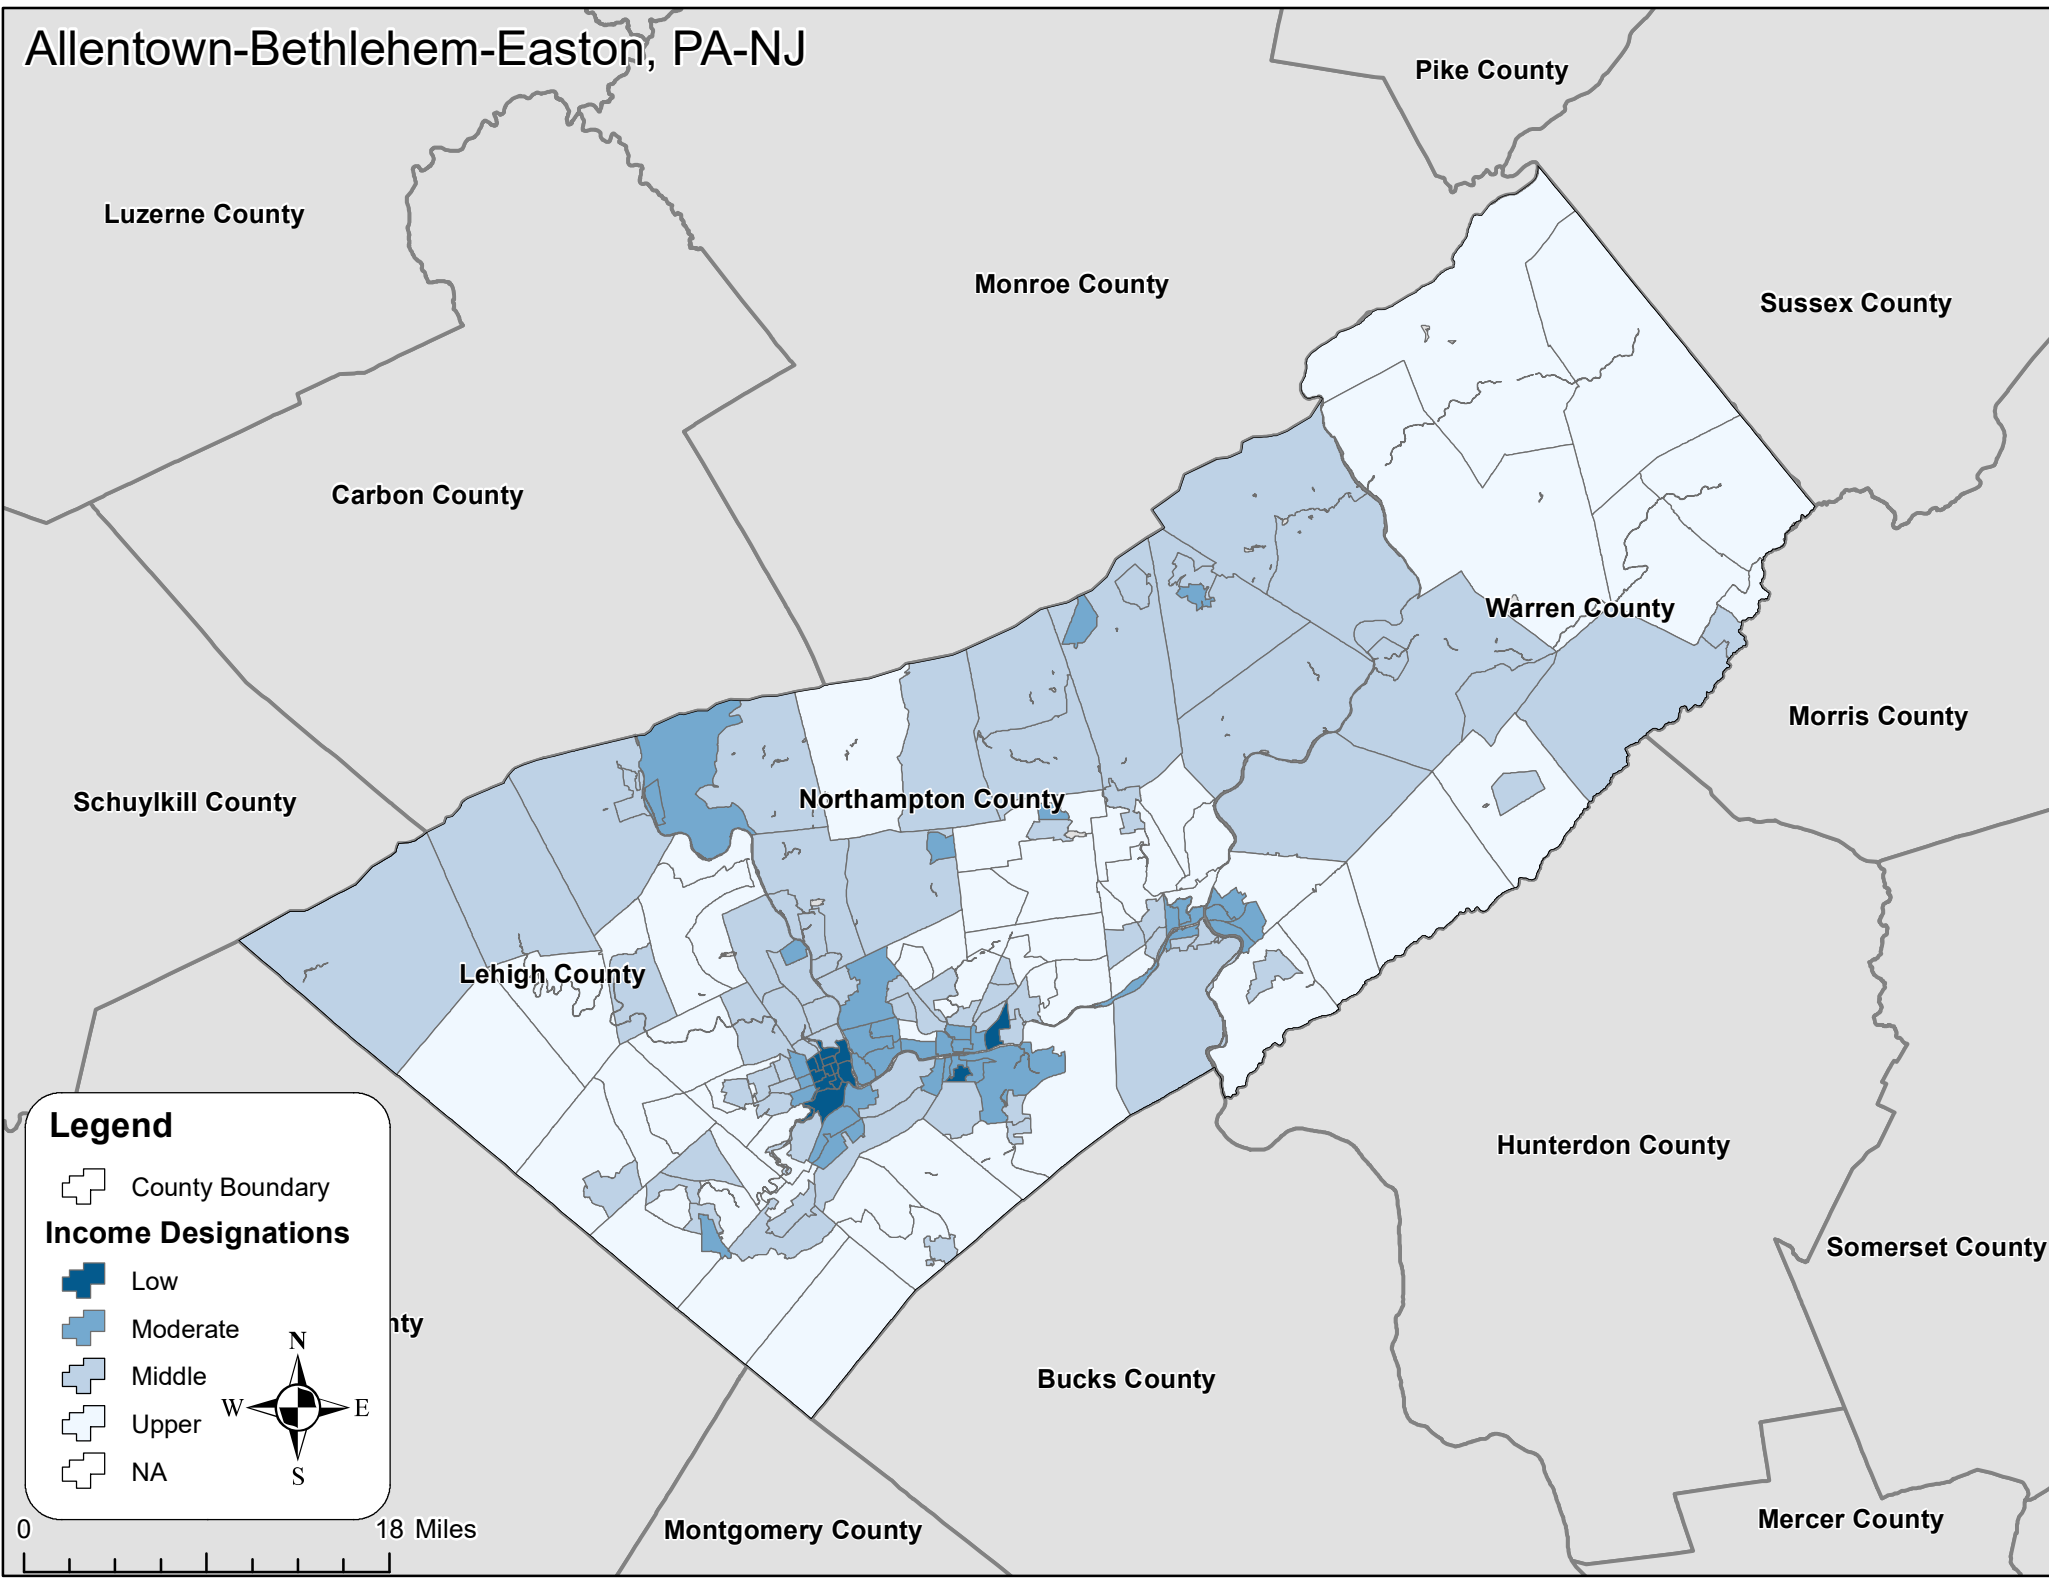 Allentown-Bethlehem-Easton, PA-NJ
Pike County
Luzerne County
Monroe County
Sussex County
Carbon County
Warren County
Morris County
Schuylkill County
Northampton County
Lehigh County
Legend
County Boundary
Income Designations
Low
Moderate
Middle
Upper
NA
N
W
E
S
nty
Hunterdon County
Somerset County
Bucks County
Mercer County
Montgomery County
0
18 Miles